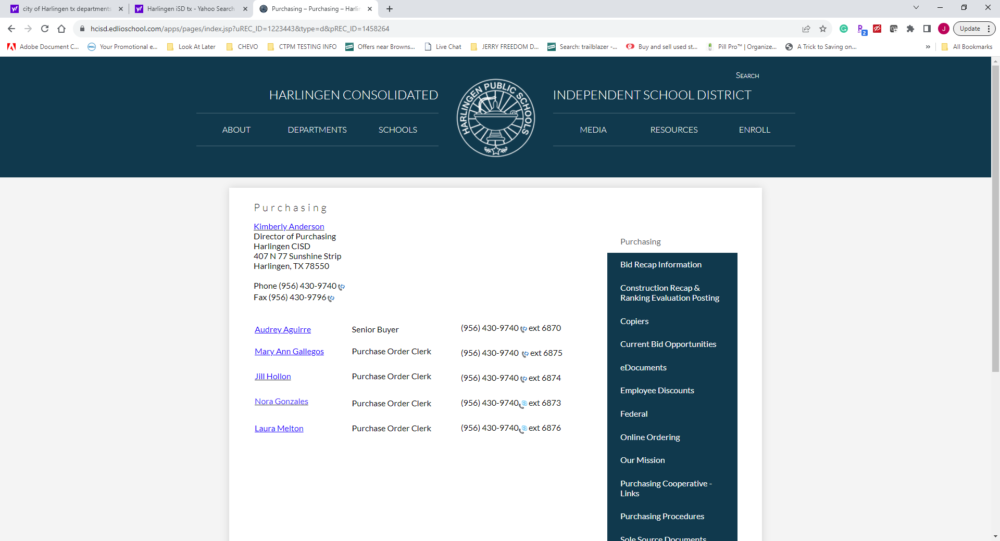 city of Harlingen tx departments
Harlingen iSD tx - Yahoo Search
Purchasing – Purchasing – Harlin
hcisd.edlioschool.com/apps/pages/index.jsp?uREC_ID=1223443&type=d&pREC_ID=1458264
2
J
Update
Adobe Document C...
Your Promotional e...
Look At Later
CHEVO
CTPM TESTING INFO
Offers near Browns...
Live Chat
JERRY FREEDOM D...
Search: trailblazer -...
Buy and sell used st...
Pill Pro™ | Organize...
A Trick to Saving on...
»
All Bookmarks
Search
HARLINGEN CONSOLIDATED
HARLINGEN PUBLIC SCHOOLS
INDEPENDENT SCHOOL DISTRICT
ABOUT
DEPARTMENTS
SCHOOLS
MEDIA
RESOURCES
ENROLL
Purchasing
Kimberly Anderson
Director of Purchasing
Harlingen CISD
407 N 77 Sunshine Strip
Harlingen, TX 78550
Phone (956) 430-9740
Fax (956) 430-9796
Audrey Aguirre Senior Buyer (956) 430-9740 ext 6870
Mary Ann Gallegos Purchase Order Clerk (956) 430-9740 ext 6875
Jill Hollon Purchase Order Clerk (956) 430-9740 ext 6874
Nora Gonzales Purchase Order Clerk (956) 430-9740 ext 6873
Laura Melton Purchase Order Clerk (956) 430-9740 ext 6876
Purchasing
Bid Recap Information
Construction Recap &
Ranking Evaluation Posting
Copiers
Current Bid Opportunities
eDocuments
Employee Discounts
Federal
Online Ordering
Our Mission
Purchasing Cooperative -
Links
Purchasing Procedures
Sole Source Documents